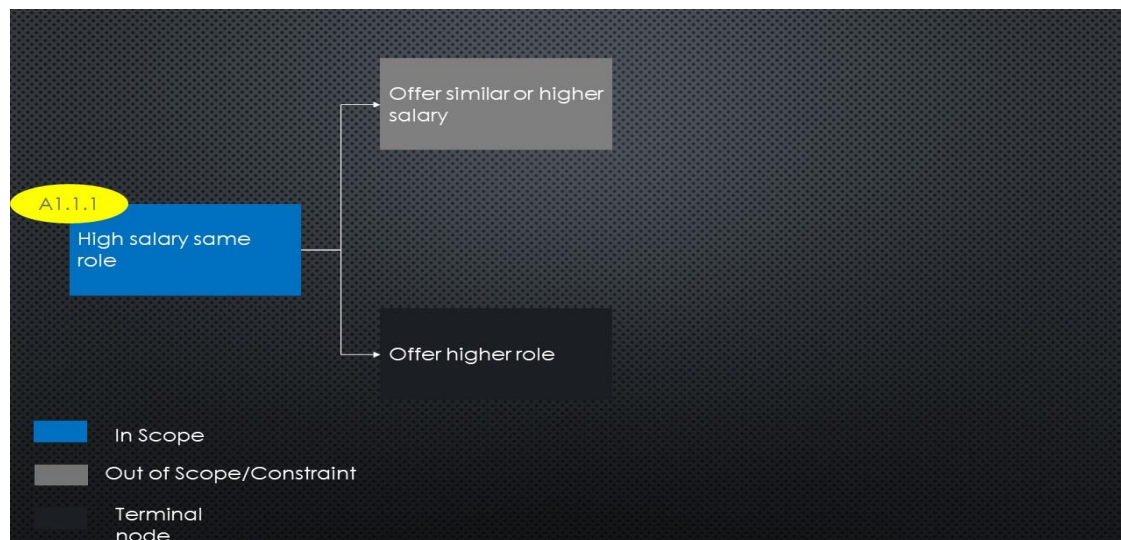 Offer similar or higher
salary
A1.1.1
High salary same
role
Offer higher role
In Scope
Out of Scope/Constraint
Terminal
node